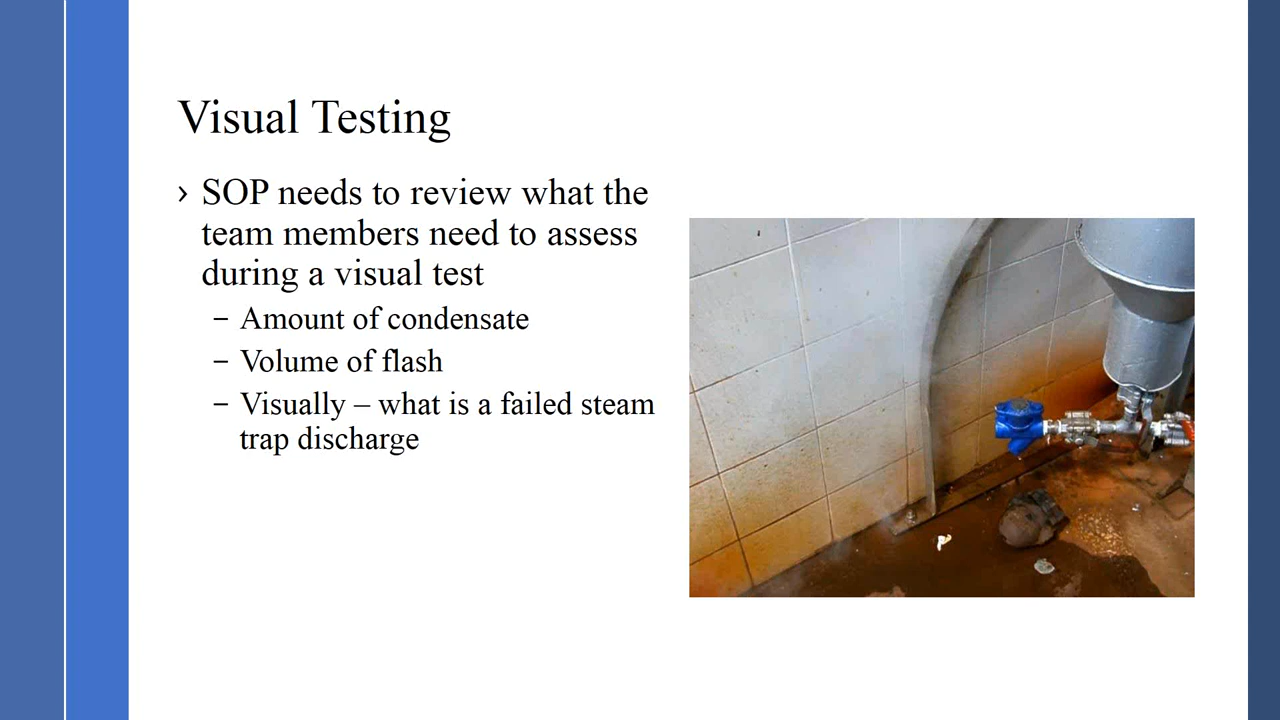 Visual Testing
› SOP needs to review what the
team members need to assess
during a visual test
– Amount of condensate
– Volume of flash
– Visually – what is a failed steam
trap discharge